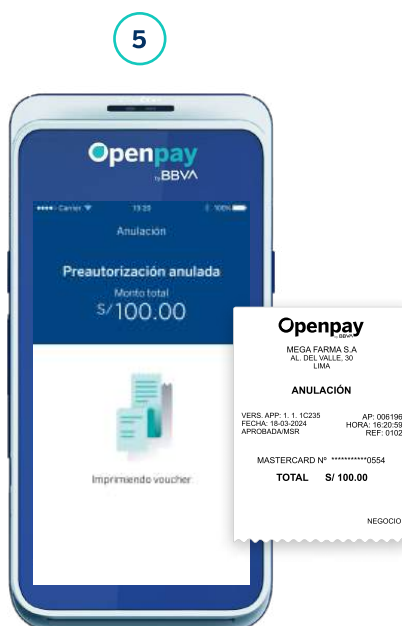 5
Openpay
by BBVA
Carrier 13:20 100%
Anulación
Preautorización anulada
Monto total
S/100.00
Imprimiendo voucher
Openpay
by BBVA
MEGA FARMA S.A
AL. DEL VALLE, 30
LIMA
ANULACIÓN
VERS. APP: 1. 1. 1C235 AP: 006196
FECHA: 18-03-2024 HORA: 16:20:59
APROBADA/MSR REF: 0102
MASTERCARD Nº ***********0554
TOTAL S/ 100.00
NEGOCIO